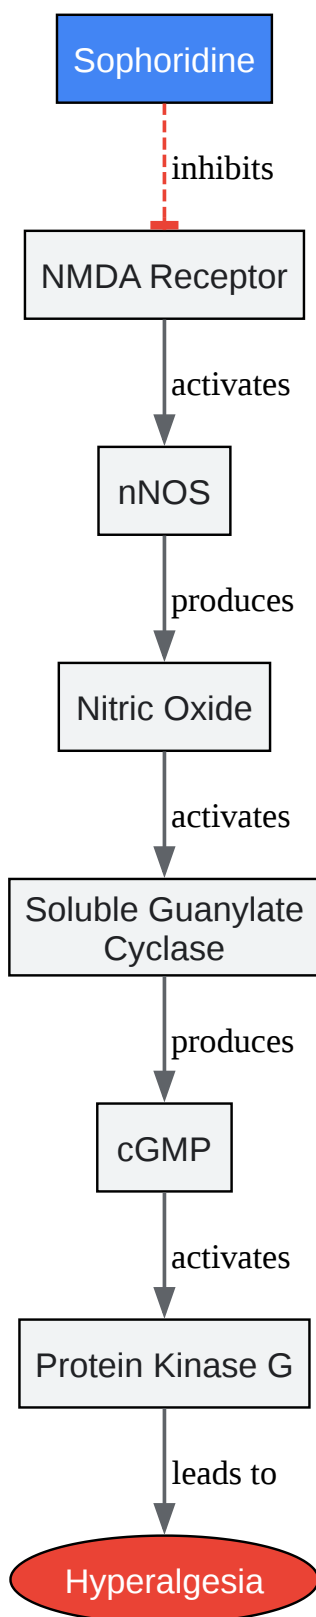 Sophoridine
inhibits
NMDA Receptor
activates
nNOS
produces
Nitric Oxide
activates
Soluble Guanylate
Cyclase
produces
cGMP
activates
Protein Kinase G
leads to
Hyperalgesia